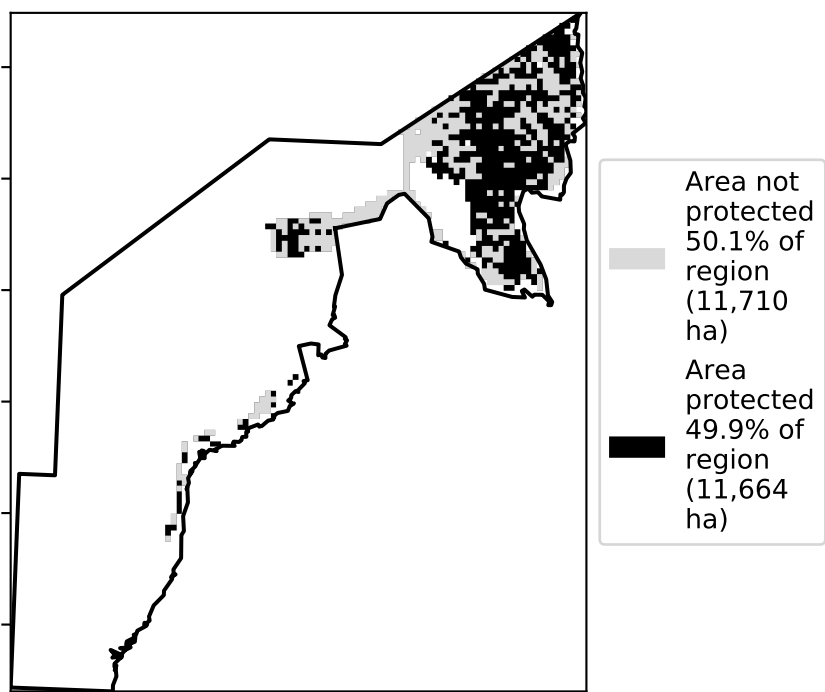 Area not
protected
50.1% of
region
(11,710
ha)
Area
protected
49.9% of
region
(11,664
ha)